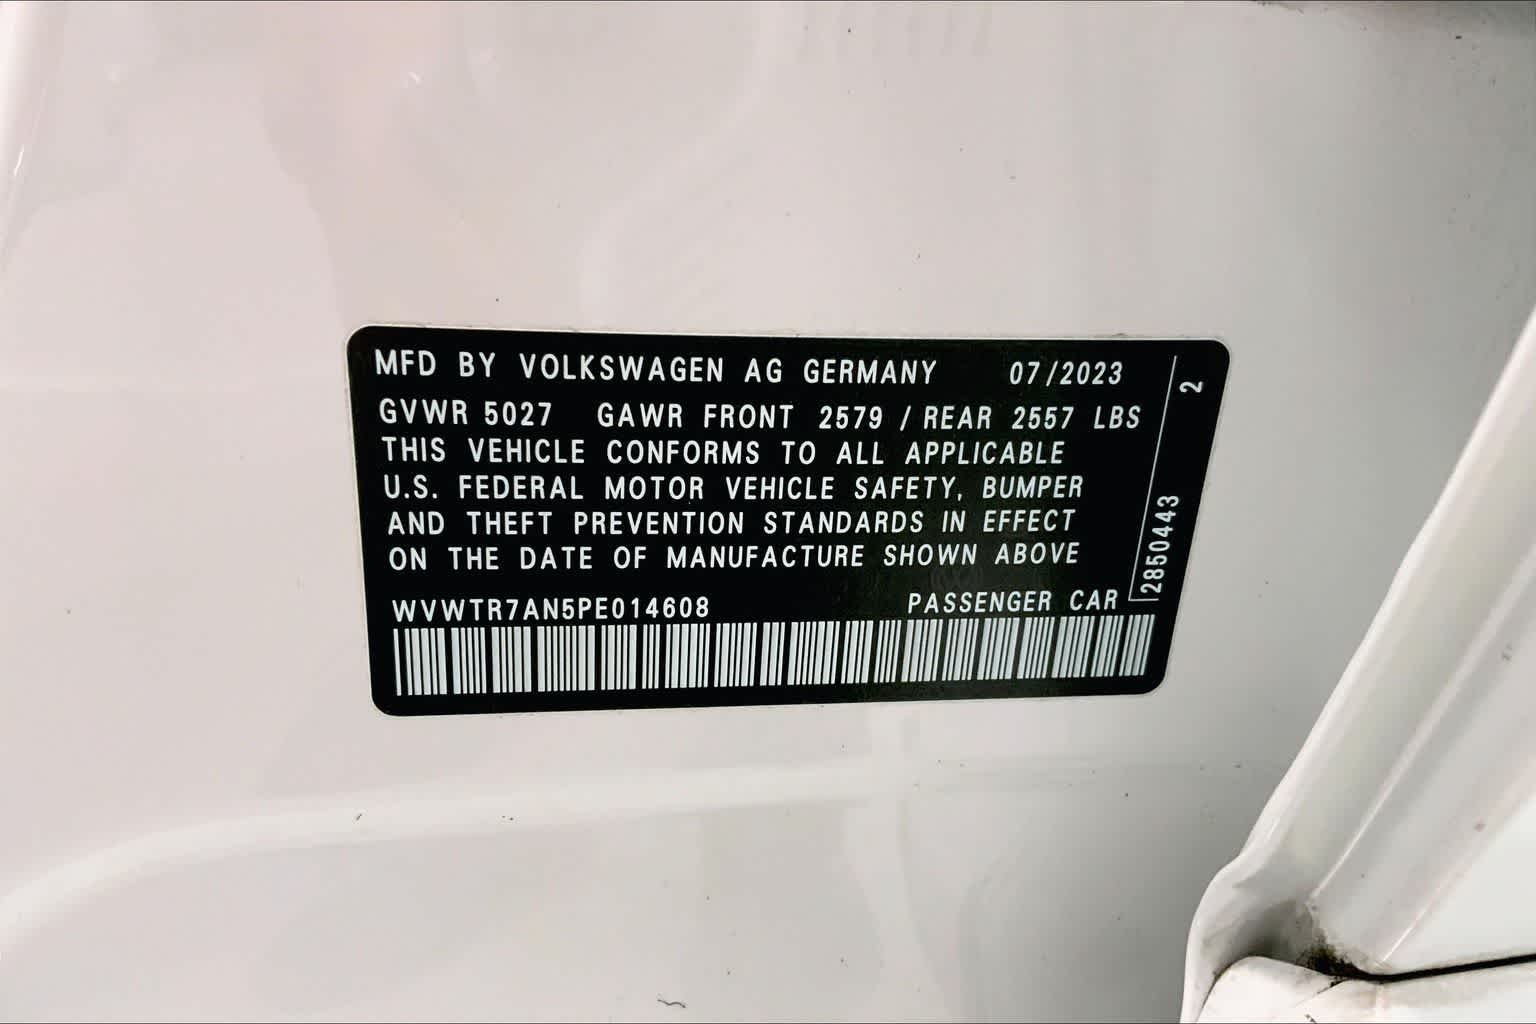 MFD BY VOLKSWAGEN AG GERMANY 07/2023
GVWR 5027 GAWR FRONT 2579 / REAR 2557 LBS
THIS VEHICLE CONFORMS TO ALL APPLICABLE
U.S. FEDERAL MOTOR VEHICLE SAFETY, BUMPER
AND THEFT PREVENTION STANDARDS IN EFFECT
ON THE DATE OF MANUFACTURE SHOWN ABOVE
WVWTR7AN5PE014608 PASSENGER CAR
2850443 2